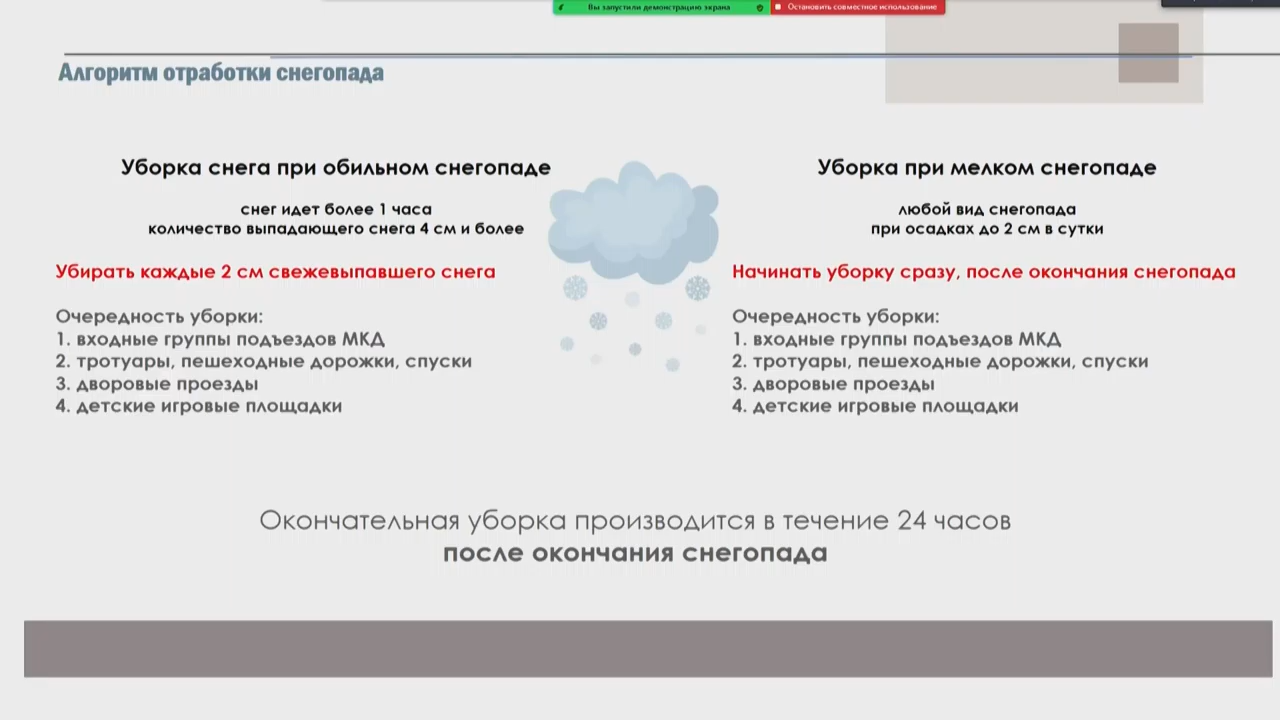 Вы запустили демонстрацию экрана
Остановить совместное использование
Алгоритм отработки снегопада
Уборка снега при обильном снегопаде
снег идет более 1 часа
количество выпадающего снега 4 см и более
Убирать каждые 2 см свежевыпавшего снега
Очередность уборки:
1. входные группы подъездов МКД
2. тротуары, пешеходные дорожки, спуски
3. дворовые проезды
4. детские игровые площадки
Уборка при мелком снегопаде
любой вид снегопада
при осадках до 2 см в сутки
Начинать уборку сразу, после окончания снегопада
Очередность уборки:
1. входные группы подъездов МКД
2. тротуары, пешеходные дорожки, спуски
3. дворовые проезды
4. детские игровые площадки
Окончательная уборка производится в течение 24 часов
после окончания снегопада